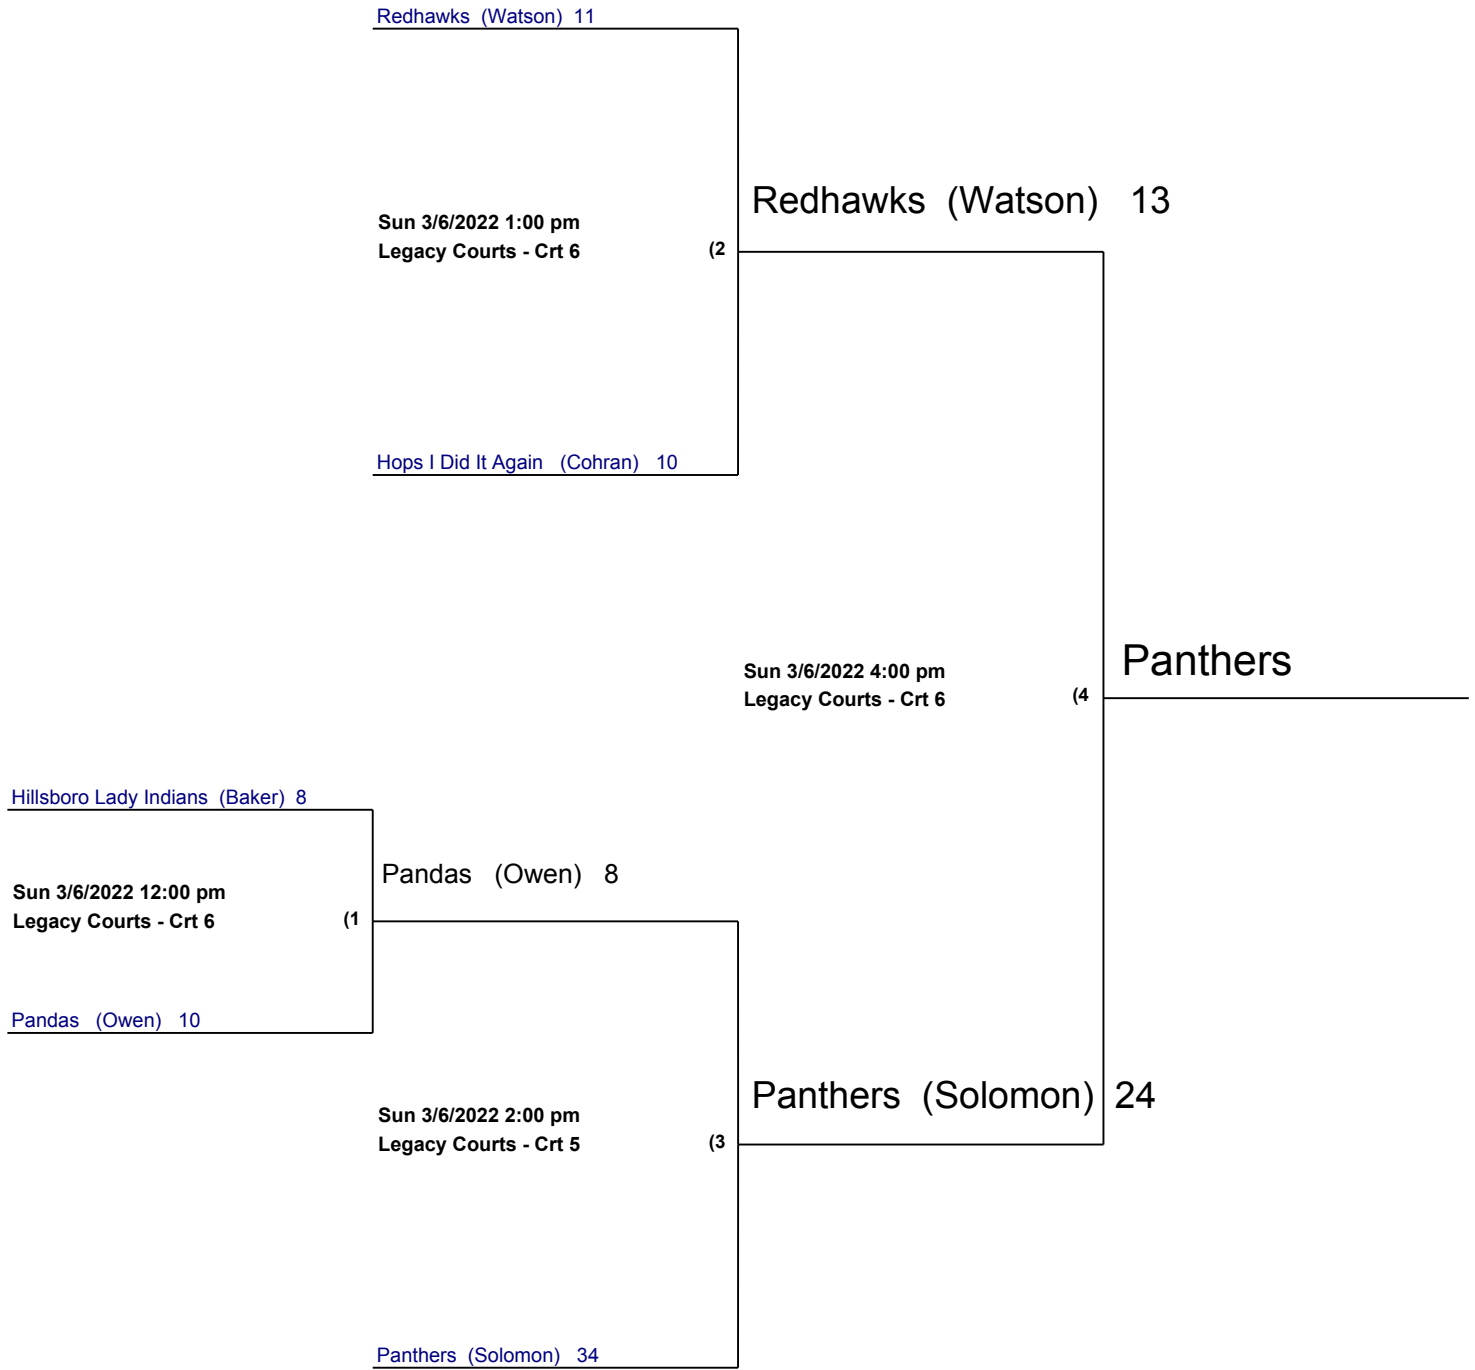 Redhawks (Watson) 11
Redhawks (Watson) 13
Sun 3/6/2022 1:00 pm
Legacy Courts - Crt 6 (2
Hops I Did It Again (Cohran) 10
Panthers
Sun 3/6/2022 4:00 pm
Legacy Courts - Crt 6 (4
Hillsboro Lady Indians (Baker) 8
Pandas (Owen) 8
Sun 3/6/2022 12:00 pm
Legacy Courts - Crt 6 (1
Pandas (Owen) 10
Panthers (Solomon) 24
Sun 3/6/2022 2:00 pm
Legacy Courts - Crt 5 (3
Panthers (Solomon) 34